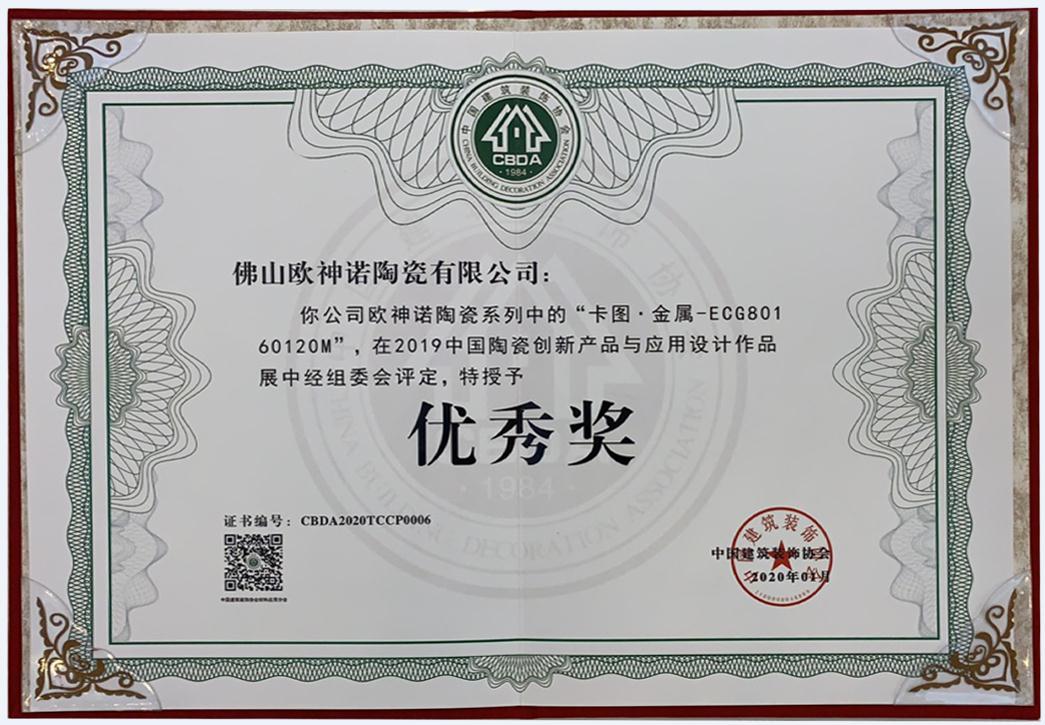 中国建筑装饰协会
CBDA
·1984·
CHINA BUILDING DECORATION ASSOCIATION
佛山欧神诺陶瓷有限公司:
你公司欧神诺陶瓷系列中的“卡图·金属-ECG801
60120M”, 在2019中国陶瓷创新产品与应用设计作品
展中经组委会评定, 特授予
优秀奖
·1984·
CHINA BUILDING DECORATION ASSOCIATION
证书编号: CBDA2020TCCP0006
中国建筑装饰协会
2020年01月